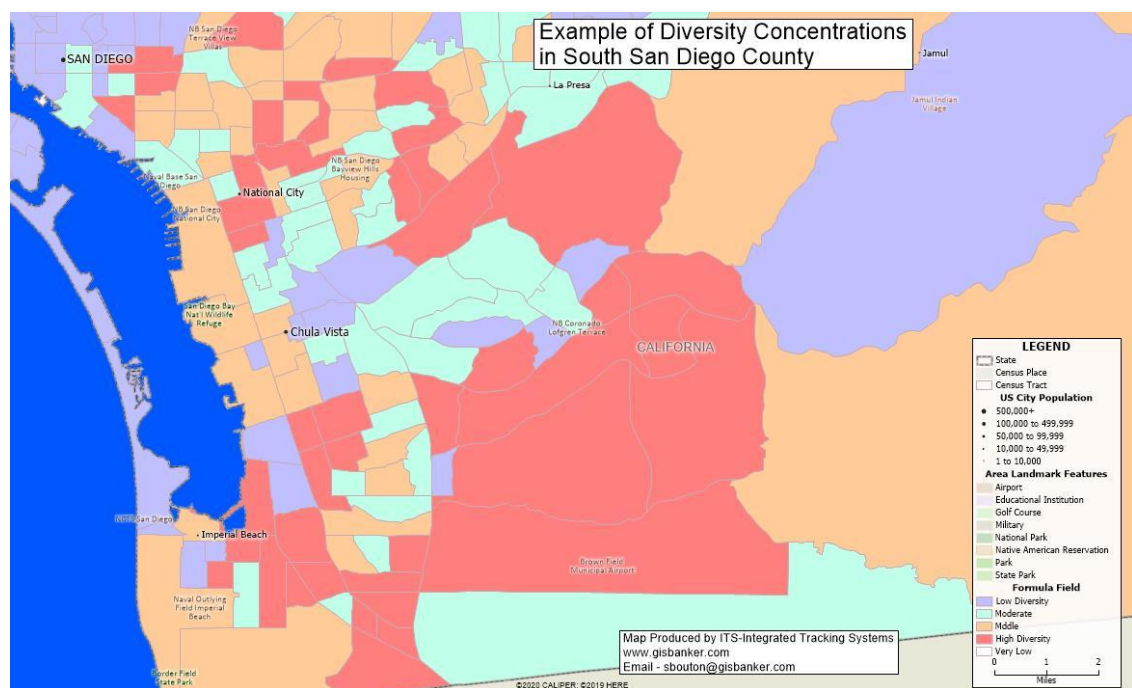 Example of Diversity Concentrations
in South San Diego County
NB San Diego
Terrace View
Villas
SAN DIEGO
Jamul
La Presa
Jamul Indian
Village
NB San Diego
Bayview Hills
Housing
Naval Base San
Diego
National City
NB San Diego
National City
San Diego Bay
Nat'l Wildlife
Refuge
Chula Vista
NB Coronado
Lofgren Terrace
CALIFORNIA
San Diego
Imperial Beach
Brown Field
Municipal Airport
Naval Outlying
Field Imperial
Beach
Border Field
State Park
LEGEND
State
Census Place
Census Tract
US City Population
500,000+
100,000 to 499,999
50,000 to 99,999
10,000 to 49,999
1 to 10,000
Area Landmark Features
Airport
Educational Institution
Golf Course
Military
National Park
Native American Reservation
Park
State Park
Formula Field
Low Diversity
Moderate
Mddle
High Diversity
Very Low
0 1 2
Miles
Map Produced by ITS-Integrated Tracking Systems
www.gisbanker.com
Email - sbouton@gisbanker.com
©2020 CALIPER; ©2019 HERE